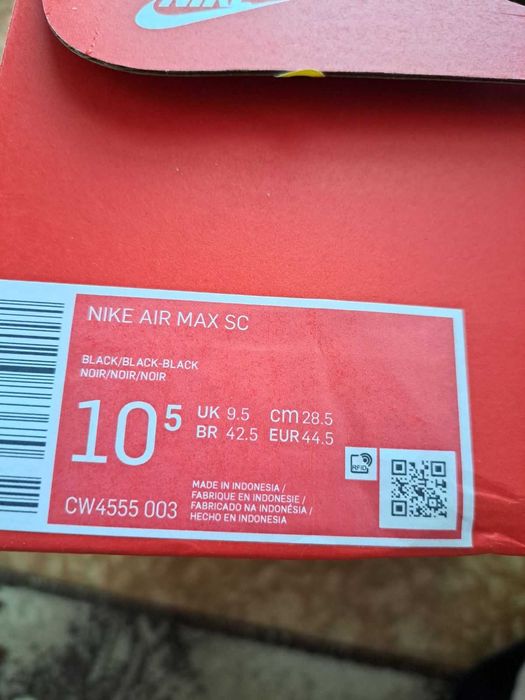 NIKE
NIKE AIR MAX SC
BLACK/BLACK-BLACK
NOIR/NOIR/NOIR
10⁵
UK 9.5 cm 28.5
BR 42.5 EUR 44.5
RFID
MADE IN INDONESIA /
FABRIQUE EN INDONESIE /
FABRICADO NA INDONÉSIA /
HECHO EN INDONESIA
CW4555 003